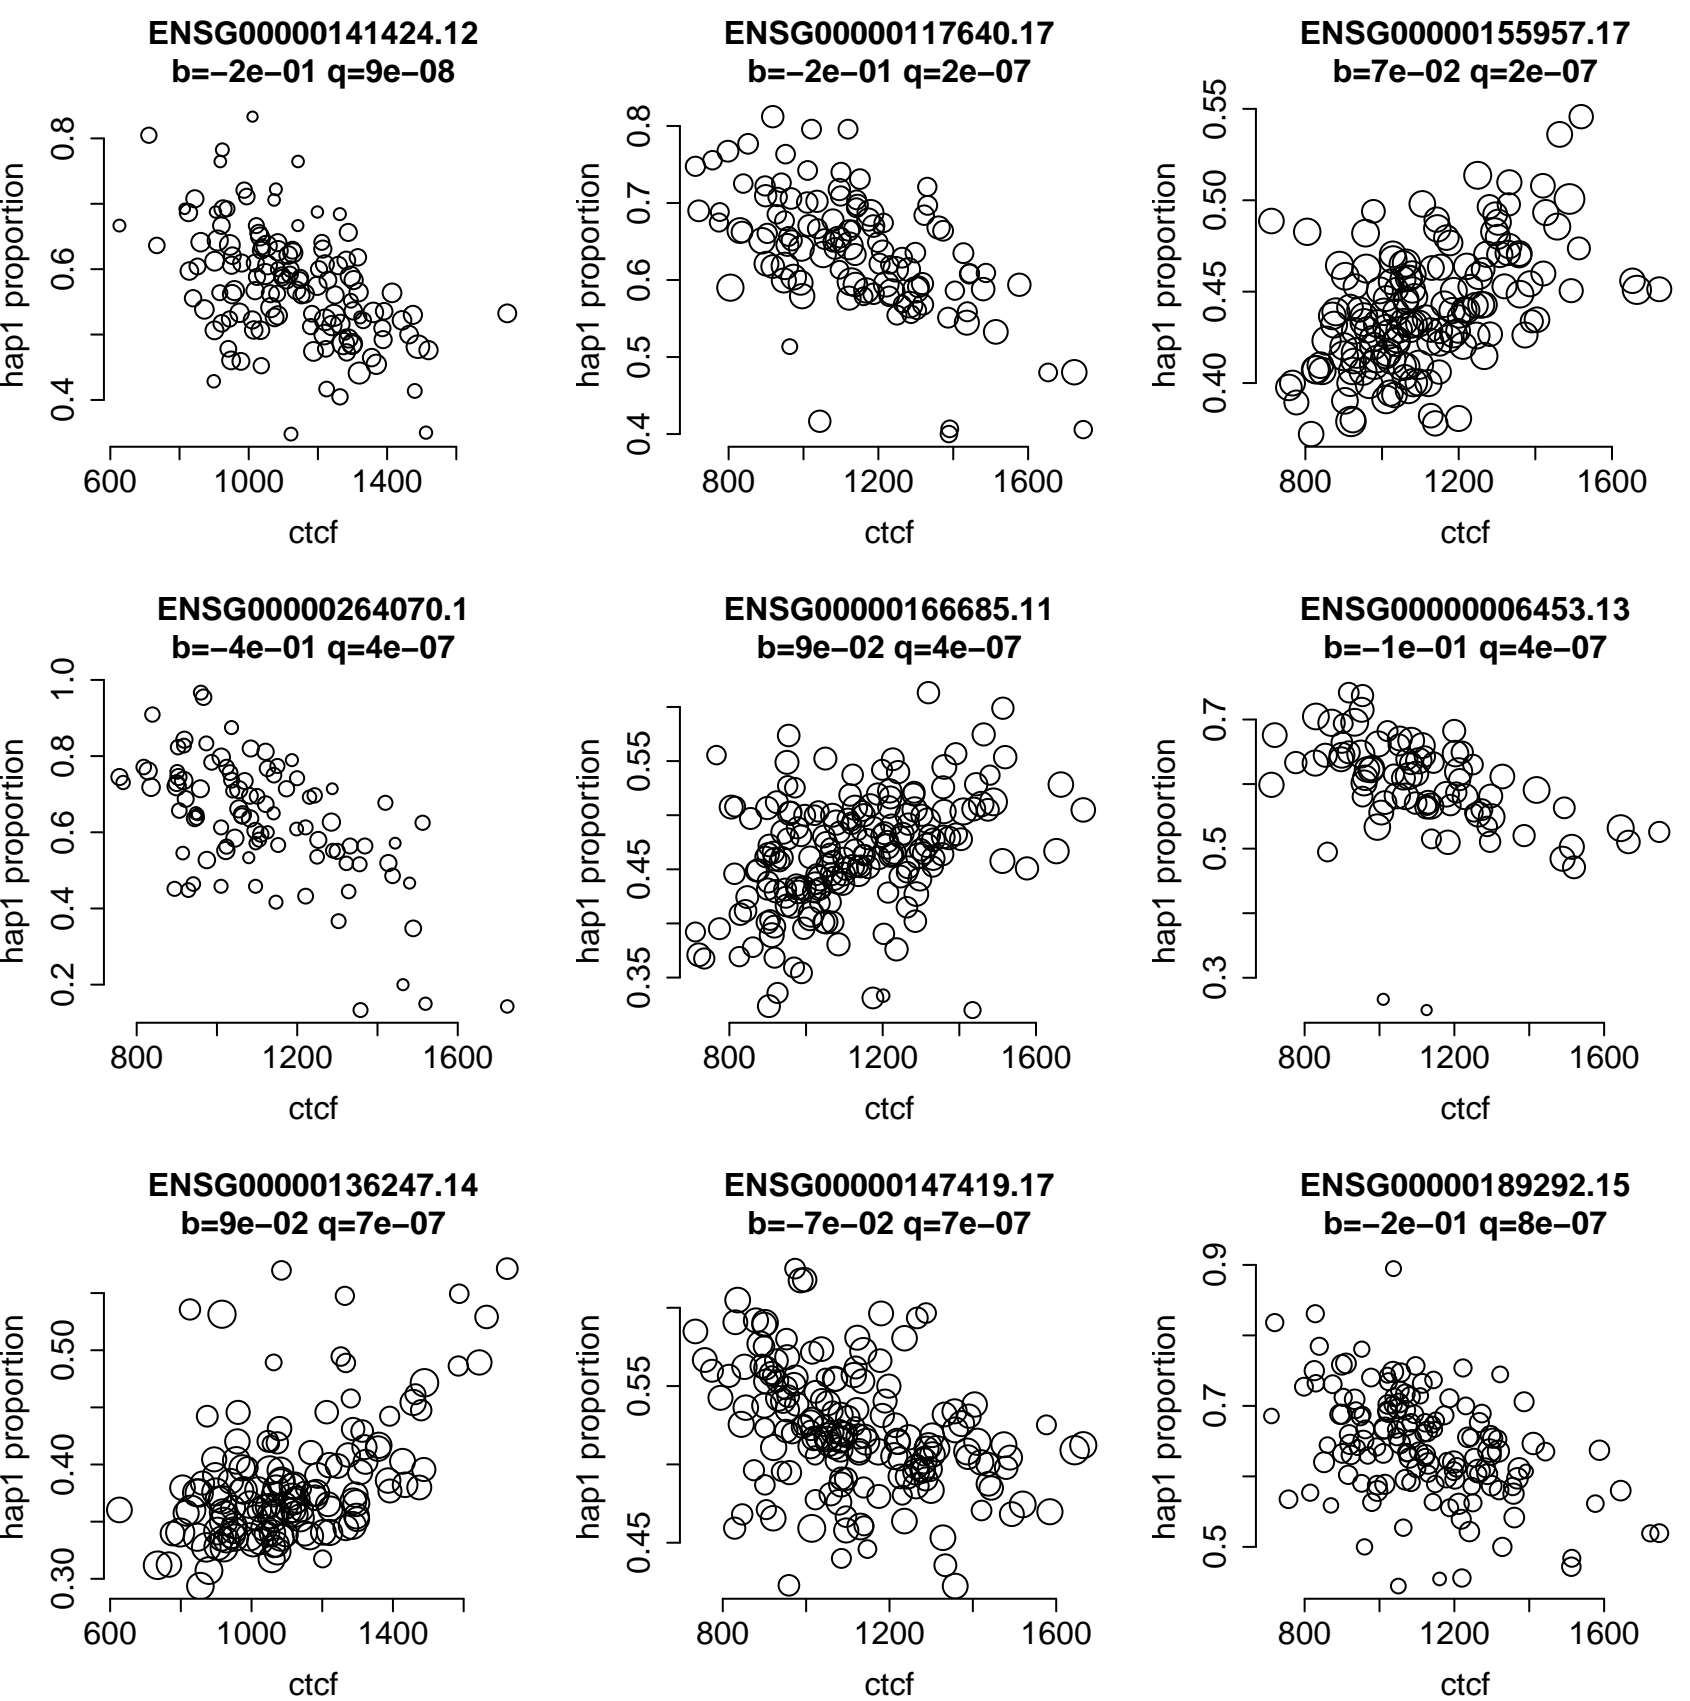 ENSG00000141424.12
b=−2e−01 q=9e−08
hap1 proportion
0.8
0.6
0.4
600 1000 1400
ctcf
ENSG00000117640.17
b=−2e−01 q=2e−07
hap1 proportion
0.8
0.7
0.6
0.5
0.4
800 1200 1600
ctcf
ENSG00000155957.17
b=7e−02 q=2e−07
hap1 proportion
0.55
0.50
0.45
0.40
800 1200 1600
ctcf
ENSG00000264070.1
b=−4e−01 q=4e−07
hap1 proportion
1.0
0.8
0.6
0.4
0.2
800 1200 1600
ctcf
ENSG00000166685.11
b=9e−02 q=4e−07
hap1 proportion
0.55
0.45
0.35
800 1200 1600
ctcf
ENSG00000006453.13
b=−1e−01 q=4e−07
hap1 proportion
0.7
0.5
0.3
800 1200 1600
ctcf
ENSG00000136247.14
b=9e−02 q=7e−07
hap1 proportion
0.50
0.40
0.30
600 1000 1400
ctcf
ENSG00000147419.17
b=−7e−02 q=7e−07
hap1 proportion
0.55
0.45
800 1200 1600
ctcf
ENSG00000189292.15
b=−2e−01 q=8e−07
hap1 proportion
0.9
0.7
0.5
800 1200 1600
ctcf